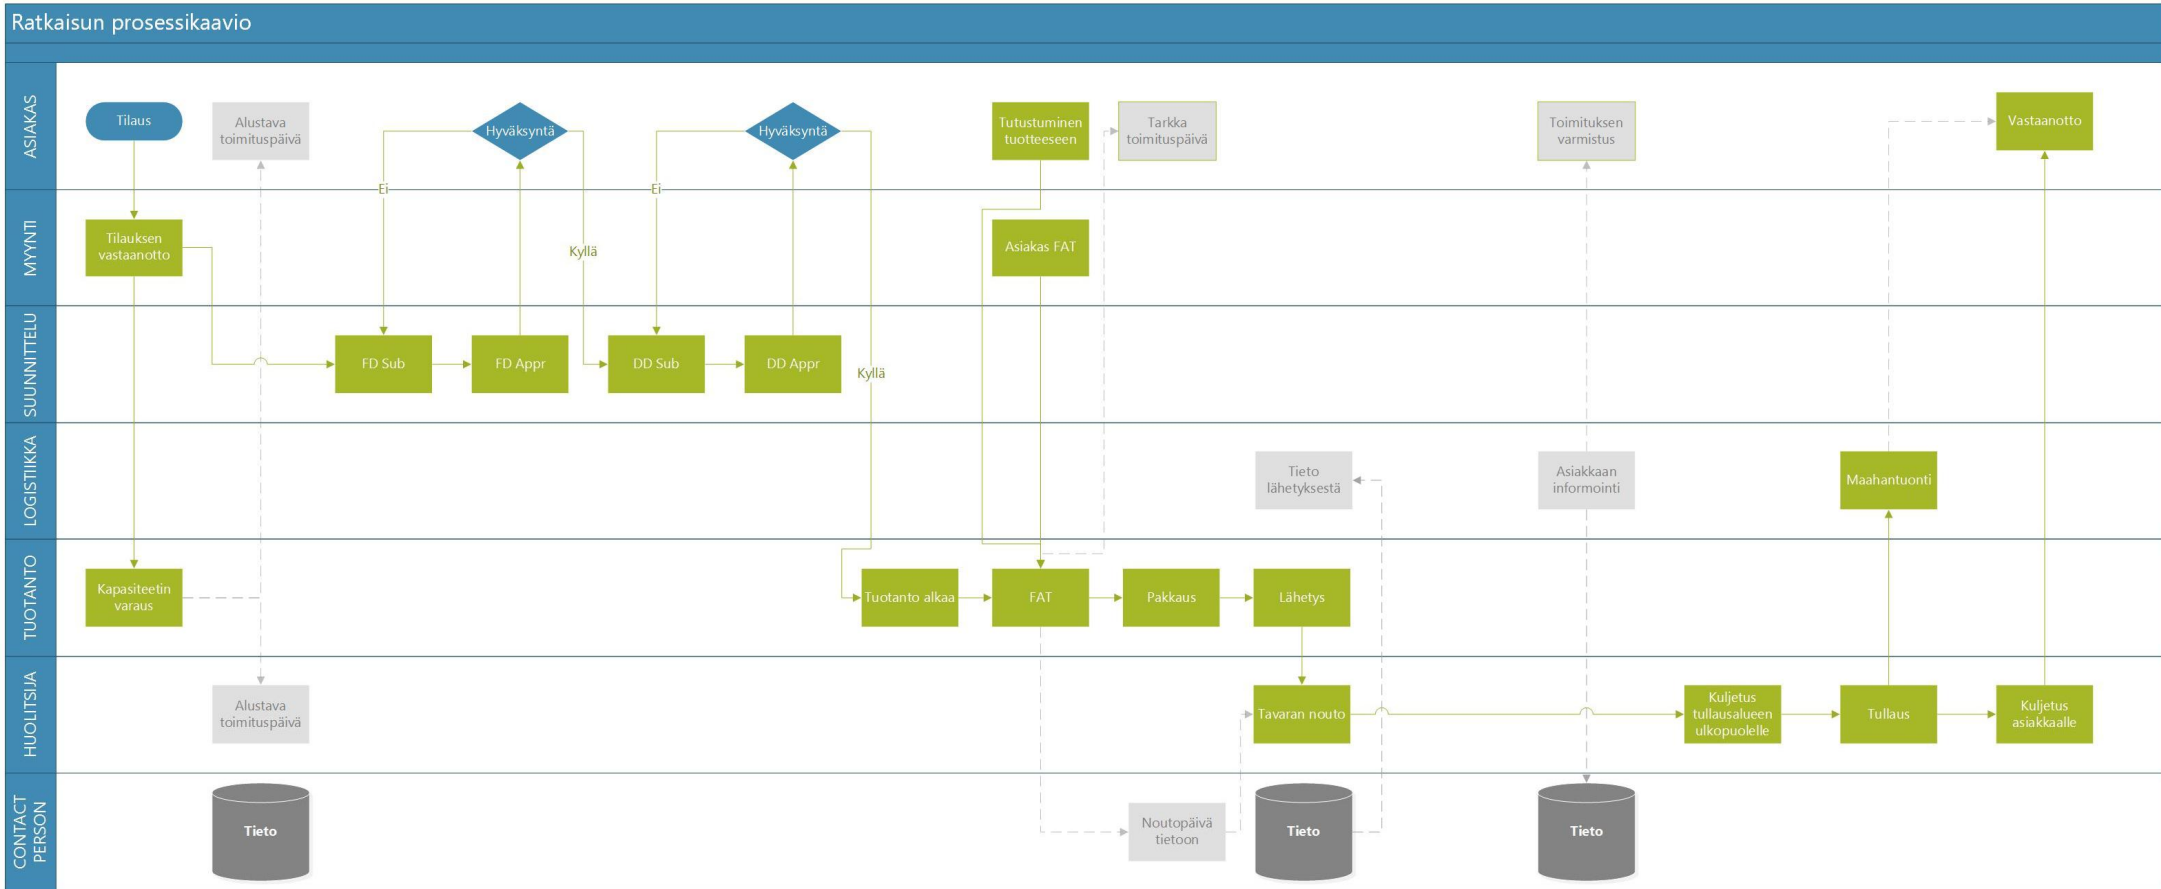 Ratkaisun prosessikaavio
ASIAKAS
Tilaus
Alustava
toimituspäivä
Hyväksyntä
Hyväksyntä
Tutustuminen
tuotteeseen
Tarkka
toimituspäivä
Toimituksen
varmistus
Vastaanotto
Ei
Ei
MYYNTI
Tilauksen
vastaanotto
Kyllä
Asiakas FAT
SUUNNITTELU
FD Sub
FD Appr
DD Sub
DD Appr
Kyllä
LOGISTIIKKA
Tieto
lähetyksestä
Asiakkaan
informointi
Maahantuonti
TUOTANTO
Kapasiteetin
varaus
Tuotanto alkaa
FAT
Pakkaus
Lähetys
HUOLITSIJA
Alustava
toimituspäivä
Tavaran nouto
Kuljetus
tullausalueen
ulkopuolelle
Tullaus
Kuljetus
asiakkaalle
CONTACT
PERSON
Tieto
Noutopäivä
tietoon
Tieto
Tieto